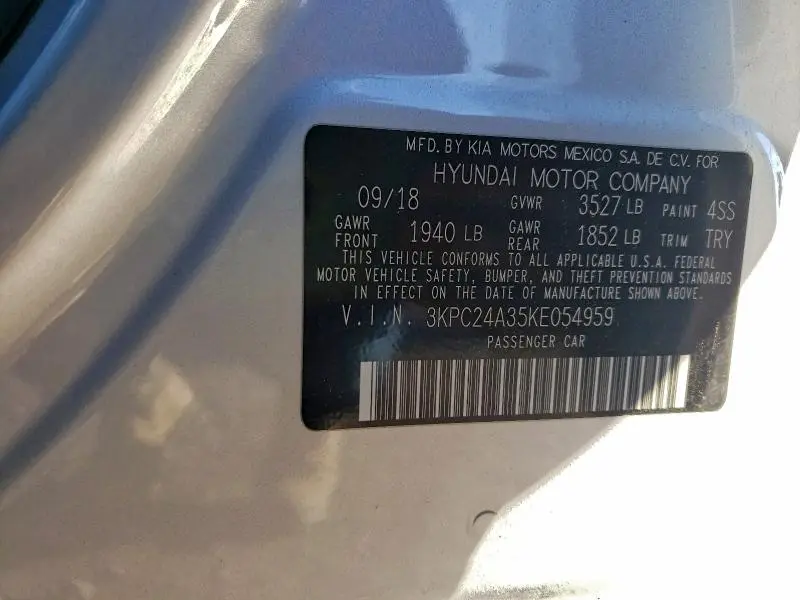 MFD. BY KIA MOTORS MEXICO S.A. DE C.V. FOR
HYUNDAI MOTOR COMPANY
09/18 GVWR 3527 LB PAINT 4SS
GAWR FRONT 1940 LB GAWR REAR 1852 LB TRIM TRY
THIS VEHICLE CONFORMS TO ALL APPLICABLE U.S.A. FEDERAL
MOTOR VEHICLE SAFETY, BUMPER, AND THEFT PREVENTION STANDARDS
IN EFFECT ON THE DATE OF MANUFACTURE SHOWN ABOVE.
V.I.N. 3KPC24A35KE054959
PASSENGER CAR